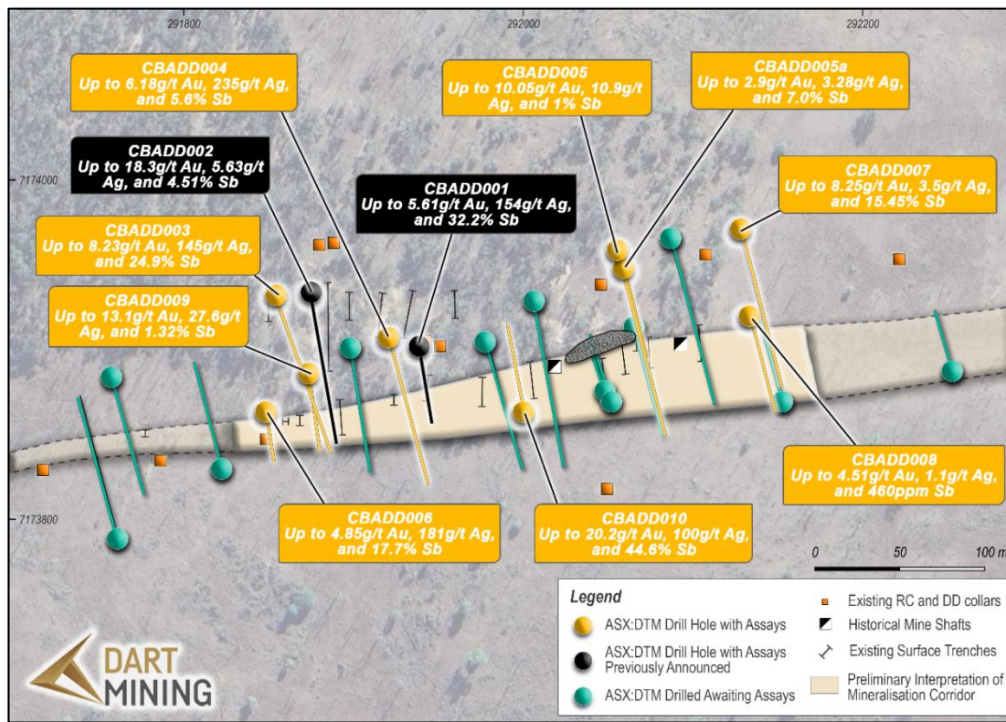 291800
292000
292200
7174000
7173800
CBADD004
Up to 6.18g/t Au, 235g/t Ag,
and 5.6% Sb
CBADD005
Up to 10.05g/t Au, 10.9g/t
Ag, and 1% Sb
CBADD005a
Up to 2.9g/t Au, 3.28g/t Ag,
and 7.0% Sb
CBADD002
Up to 18.3g/t Au, 5.63g/t
Ag, and 4.51% Sb
CBADD001
Up to 5.61g/t Au, 154g/t Ag,
and 32.2% Sb
CBADD007
Up to 8.25g/t Au, 3.5g/t Ag,
and 15.45% Sb
CBADD003
Up to 8.23g/t Au, 145g/t Ag,
and 24.9% Sb
CBADD009
Up to 13.1g/t Au, 27.6g/t
Ag, and 1.32% Sb
CBADD008
Up to 4.51g/t Au, 1.1g/t Ag,
and 460ppm Sb
CBADD006
Up to 4.85g/t Au, 181g/t Ag,
and 17.7% Sb
CBADD010
Up to 20.2g/t Au, 100g/t Ag,
and 44.6% Sb
0 50 100 m
Legend
ASX:DTM Drill Hole with Assays
ASX:DTM Drill Hole with Assays
Previously Announced
ASX:DTM Drilled Awaiting Assays
Existing RC and DD collars
Historical Mine Shafts
Existing Surface Trenches
Preliminary Interpretation of
Mineralisation Corridor
DART
MINING